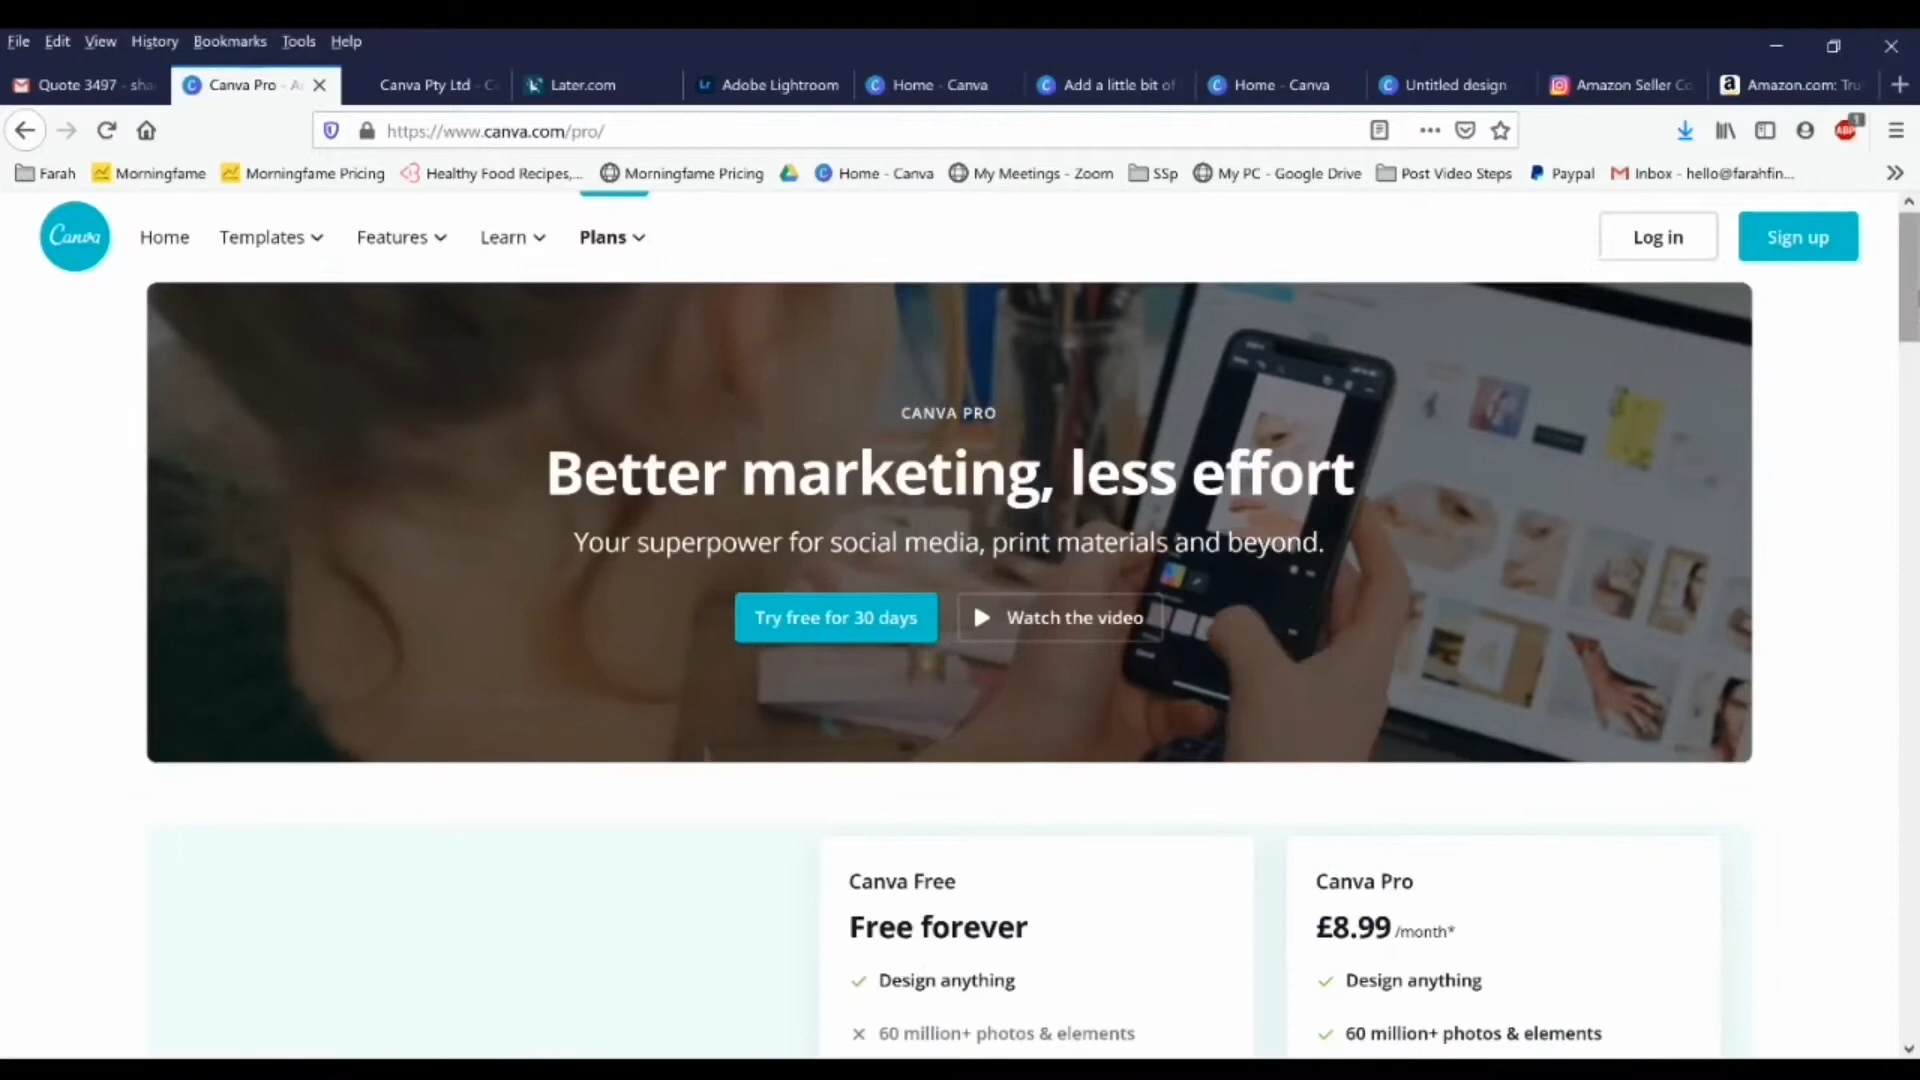 File Edit View History Bookmarks Tools Help
Quote 3497 - sha
Canva Pro - A
Canva Pty Ltd - C
Later.com
Lr Adobe Lightroom
Home - Canva
Add a little bit of
Home - Canva
Untitled design
Amazon Seller Co
a Amazon.com: Tru
https://www.canva.com/pro/
ABP 1
Farah Morningfame Morningfame Pricing Healthy Food Recipes,... Morningfame Pricing Home - Canva My Meetings - Zoom SSp My PC - Google Drive Post Video Steps Paypal Inbox - hello@farahfin...
Canva Home Templates Features Learn Plans Log in Sign up
CANVA PRO
Better marketing, less effort
Your superpower for social media, print materials and beyond.
Try free for 30 days Watch the video
Canva Free
Free forever
Design anything
60 million+ photos & elements
Canva Pro
£8.99 /month*
Design anything
60 million+ photos & elements